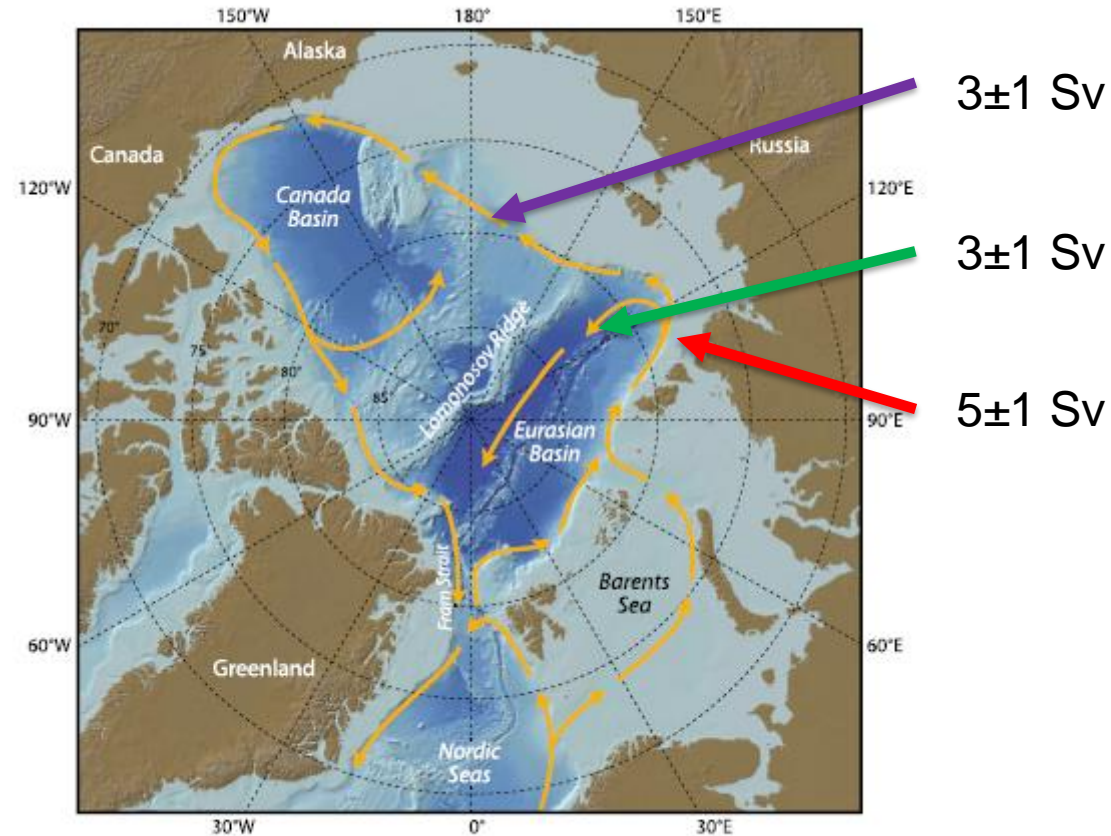 150°W
180°
150°E
Alaska
3±1 Sv
Canada
Russia
120°W
Canada
Basin
120°E
3±1 Sv
70°
75
80°
85°
Lomonosov Ridge
5±1 Sv
90°W
90°E
Eurasian
Basin
Fram Strait
Barents
Sea
60°W
60°E
Greenland
Nordic
Seas
30°W
0°
30°E